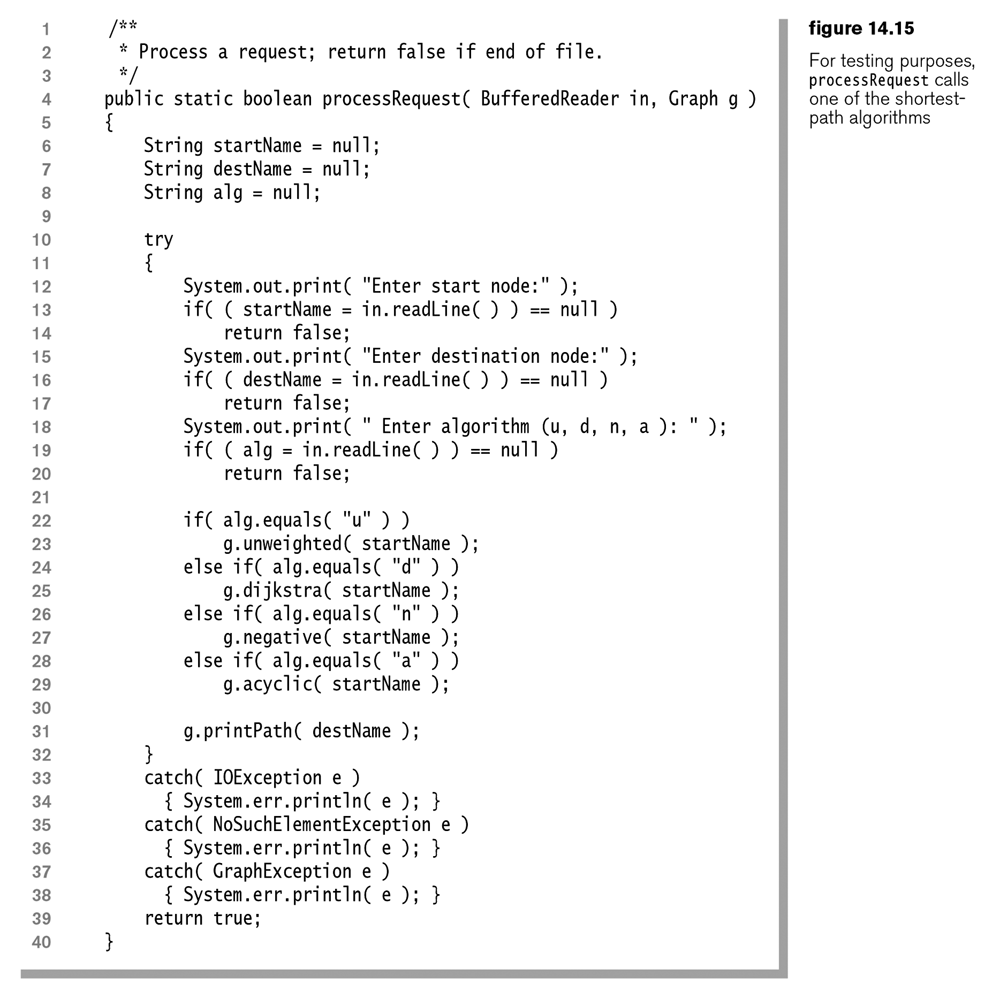 1 /**
2 * Process a request; return false if end of file.
3 */
4 public static boolean processRequest( BufferedReader in, Graph g )
5 {
6 String startName = null;
7 String destName = null;
8 String alg = null;
9
10 try
11 {
12 System.out.print( "Enter start node:" );
13 if( ( startName = in.readLine( ) ) == null )
14 return false;
15 System.out.print( "Enter destination node:" );
16 if( ( destName = in.readLine( ) ) == null )
17 return false;
18 System.out.print( " Enter algorithm (u, d, n, a ): " );
19 if( ( alg = in.readLine( ) ) == null )
20 return false;
21
22 if( alg.equals( "u" ) )
23 g.unweighted( startName );
24 else if( alg.equals( "d" ) )
25 g.dijkstra( startName );
26 else if( alg.equals( "n" ) )
27 g.negative( startName );
28 else if( alg.equals( "a" ) )
29 g.acyclic( startName );
30
31 g.printPath( destName );
32 }
33 catch( IOException e )
34 { System.err.println( e ); }
35 catch( NoSuchElementException e )
36 { System.err.println( e ); }
37 catch( GraphException e )
38 { System.err.println( e ); }
39 return true;
40 }
figure 14.15
For testing purposes,
processRequest calls
one of the shortest-
path algorithms